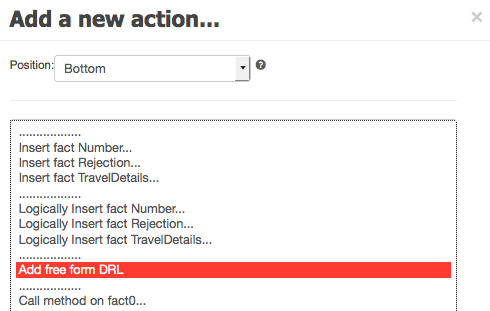 Add a new action...
×
Position: Bottom
..................
Insert fact Number...
Insert fact Rejection...
Insert fact TravelDetails...
..................
Logically Insert fact Number...
Logically Insert fact Rejection...
Logically Insert fact TravelDetails...
..................
Add free form DRL
..................
Call method on fact0...